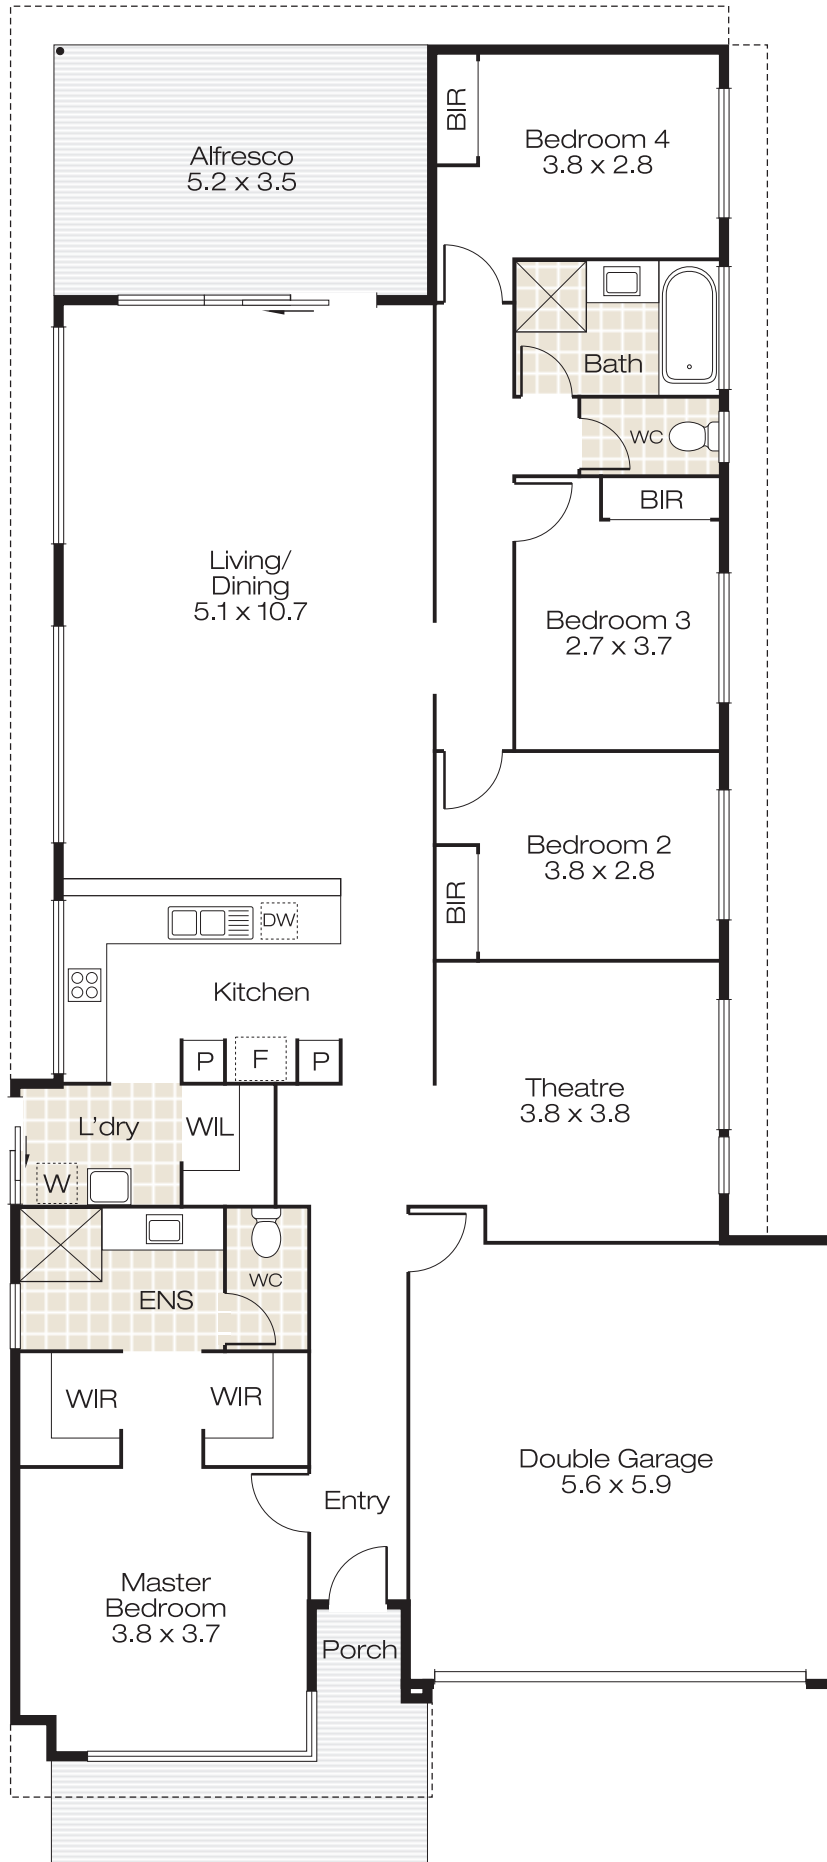 BIR
Bedroom 4
3.8 x 2.8
Alfresco
5.2 x 3.5
Bath
WC
BIR
Living/
Dining
5.1 x 10.7
Bedroom 3
2.7 x 3.7
Bedroom 2
3.8 x 2.8
BIR
DW
Kitchen
P
F
P
Theatre
3.8 x 3.8
L'dry
WIL
W
WC
ENS
WIR
WIR
Double Garage
5.6 x 5.9
Entry
Master
Bedroom
3.8 x 3.7
Porch